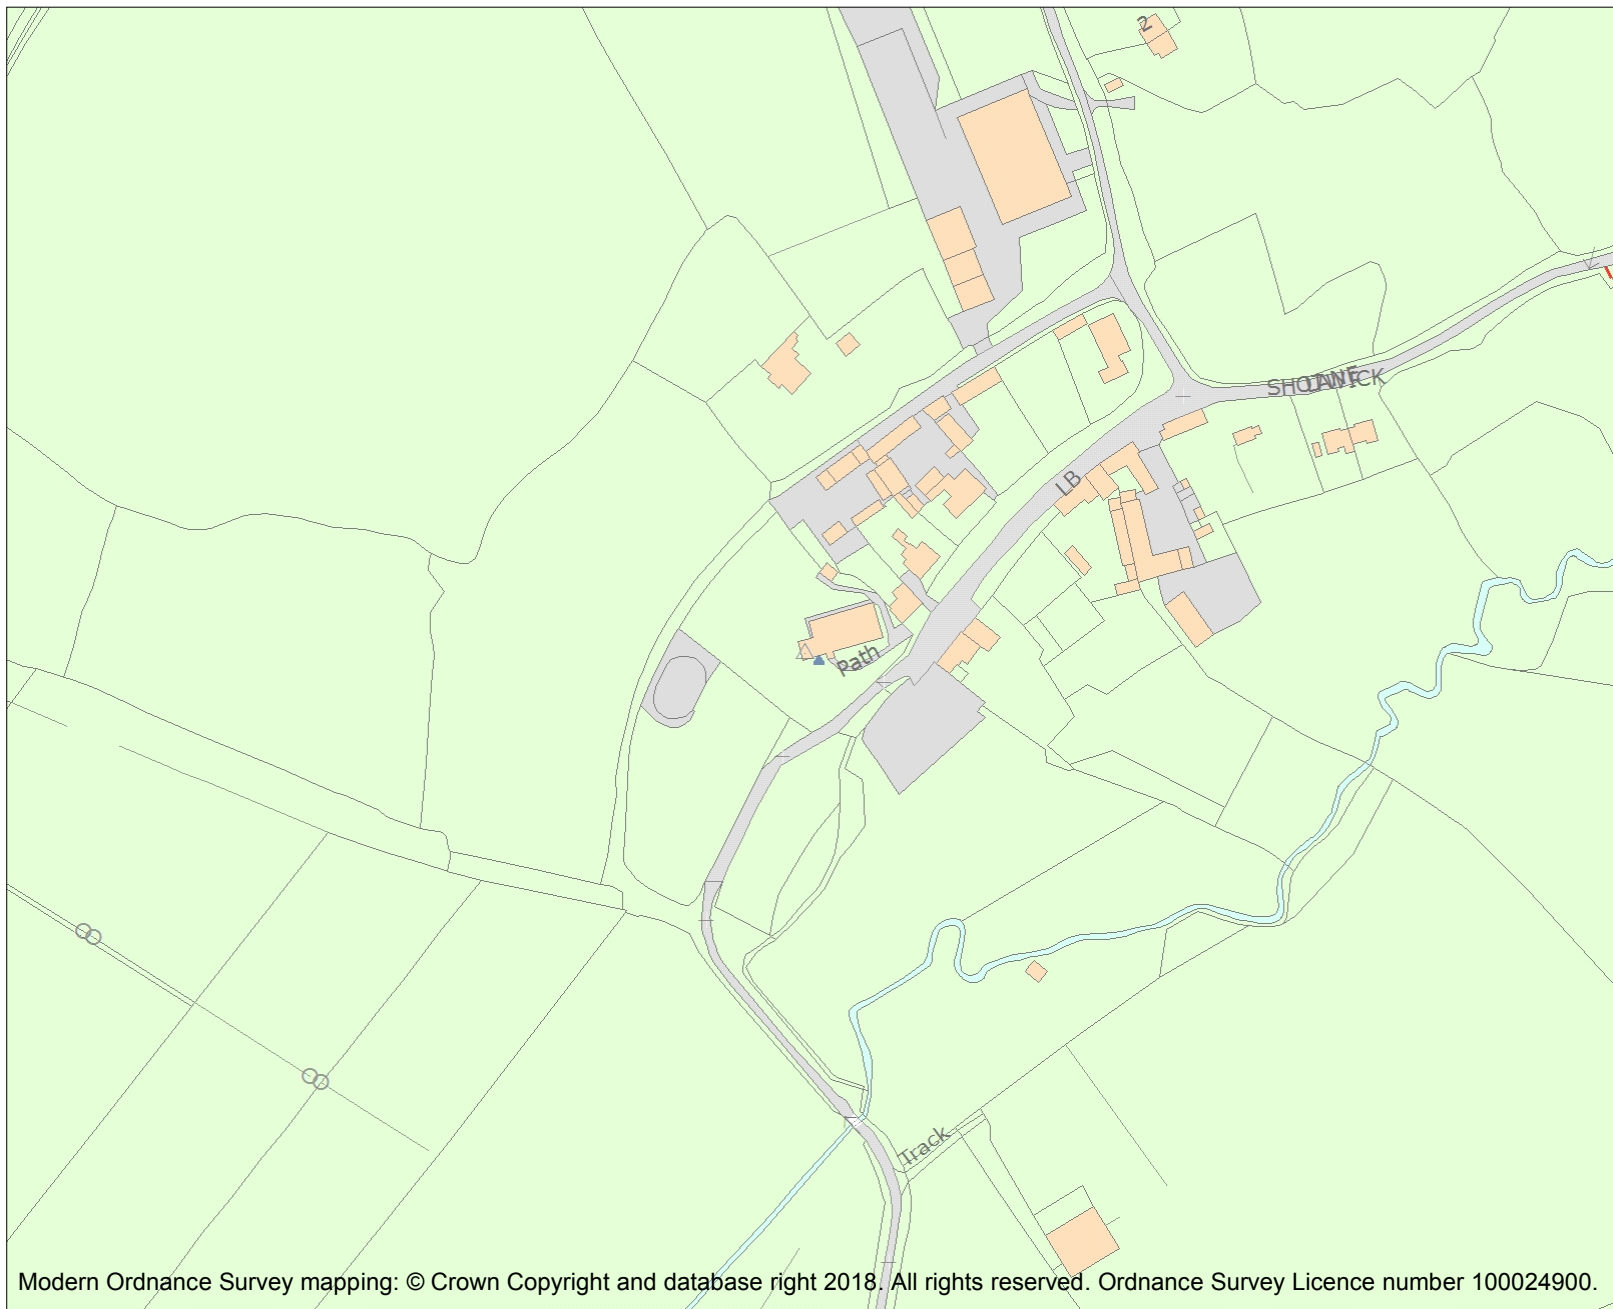 2
LB
Path
Track
Modern Ordnance Survey mapping: © Crown Copyright and database right 2018. All rights reserved. Ordnance Survey Licence number 100024900.